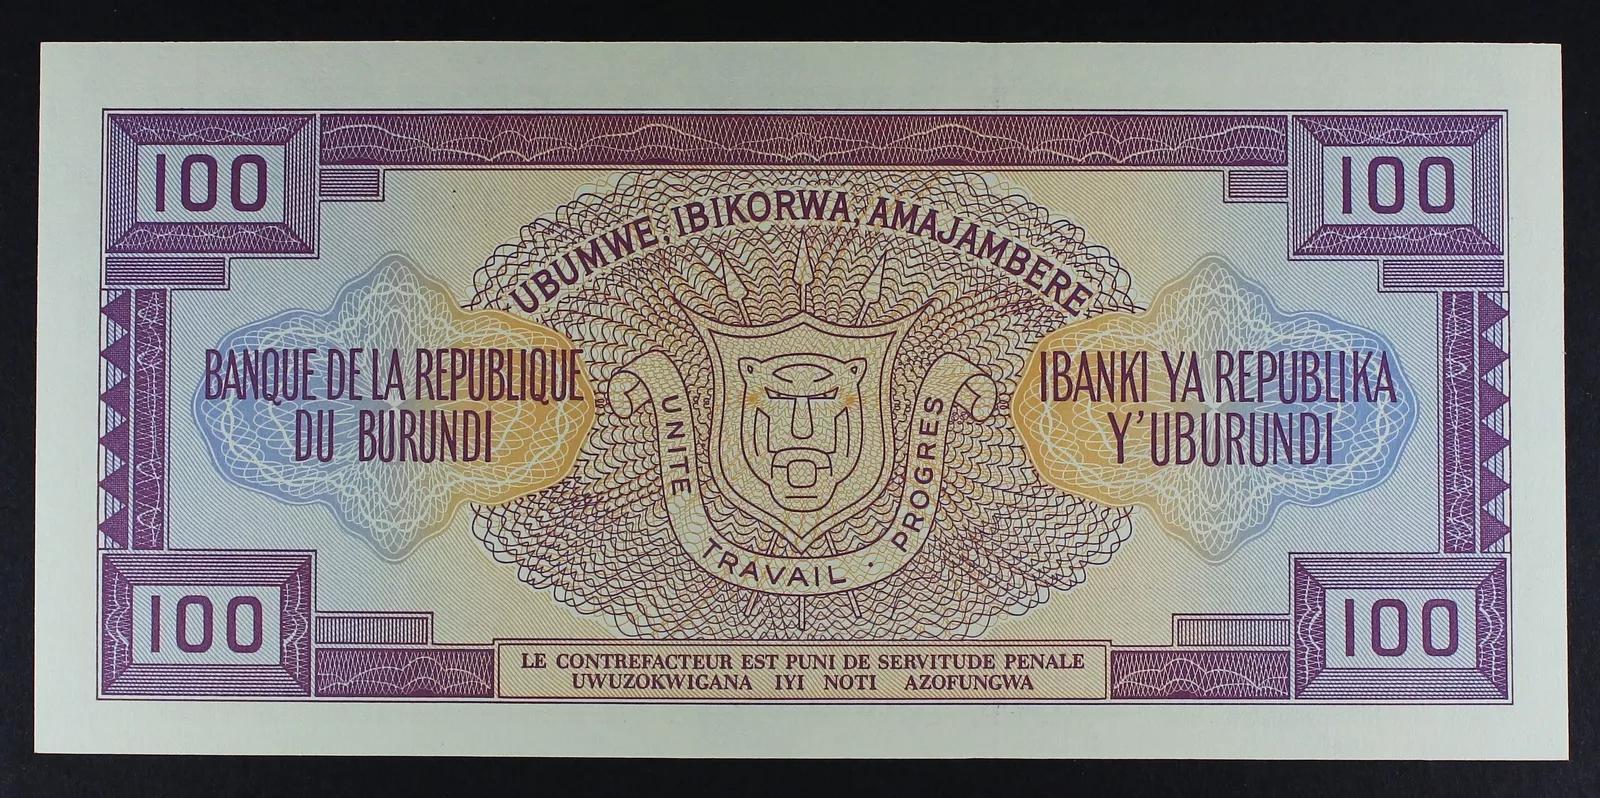 100
100
UBUMWE, IBIKORWA, AMAJAMBERE
BANQUE DE LA REPUBLIQUE
DU BURUNDI
IBANKI YA REPUBLIKA
Y'UBURUNDI
UNITE TRAVAIL · PROGRES
100
100
LE CONTREFACTEUR EST PUNI DE SERVITUDE PENALE
UWUZOKWIGANA IYI NOTI AZOFUNGWA